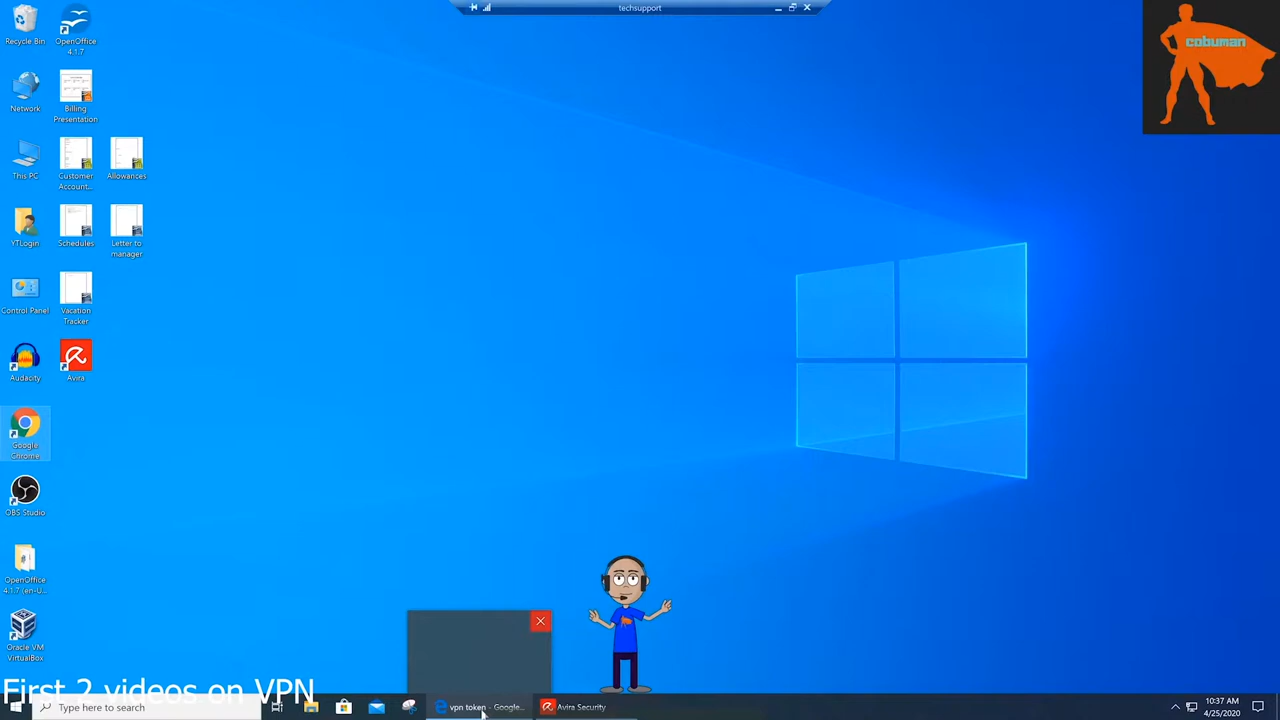 techsupport
cobuman
Recycle Bin
OpenOffice
4.1.7
Network
Billing
Presentation
This PC
Customer
Account...
Allowances
YTLogin
Schedules
Letter to
manager
Control Panel
Vacation
Tracker
Audacity
Avira
Google
Chrome
OBS Studio
OpenOffice
4.1.7 (en-U...
Oracle VM
VirtualBox
First 2 videos on VPN
Type here to search
vpn token - Google...
Avira Security
10:37 AM
4/25/2020